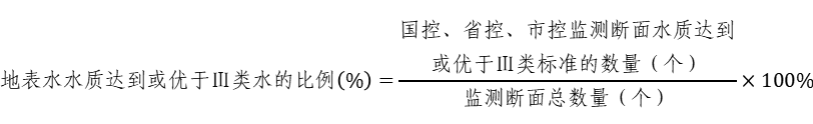 国控、省控、市控监测断面水质达到
或优于Ⅲ类标准的数量（个）
地表水水质达到或优于Ⅲ类水的比例(%) = × 100%
监测断面总数量（个）